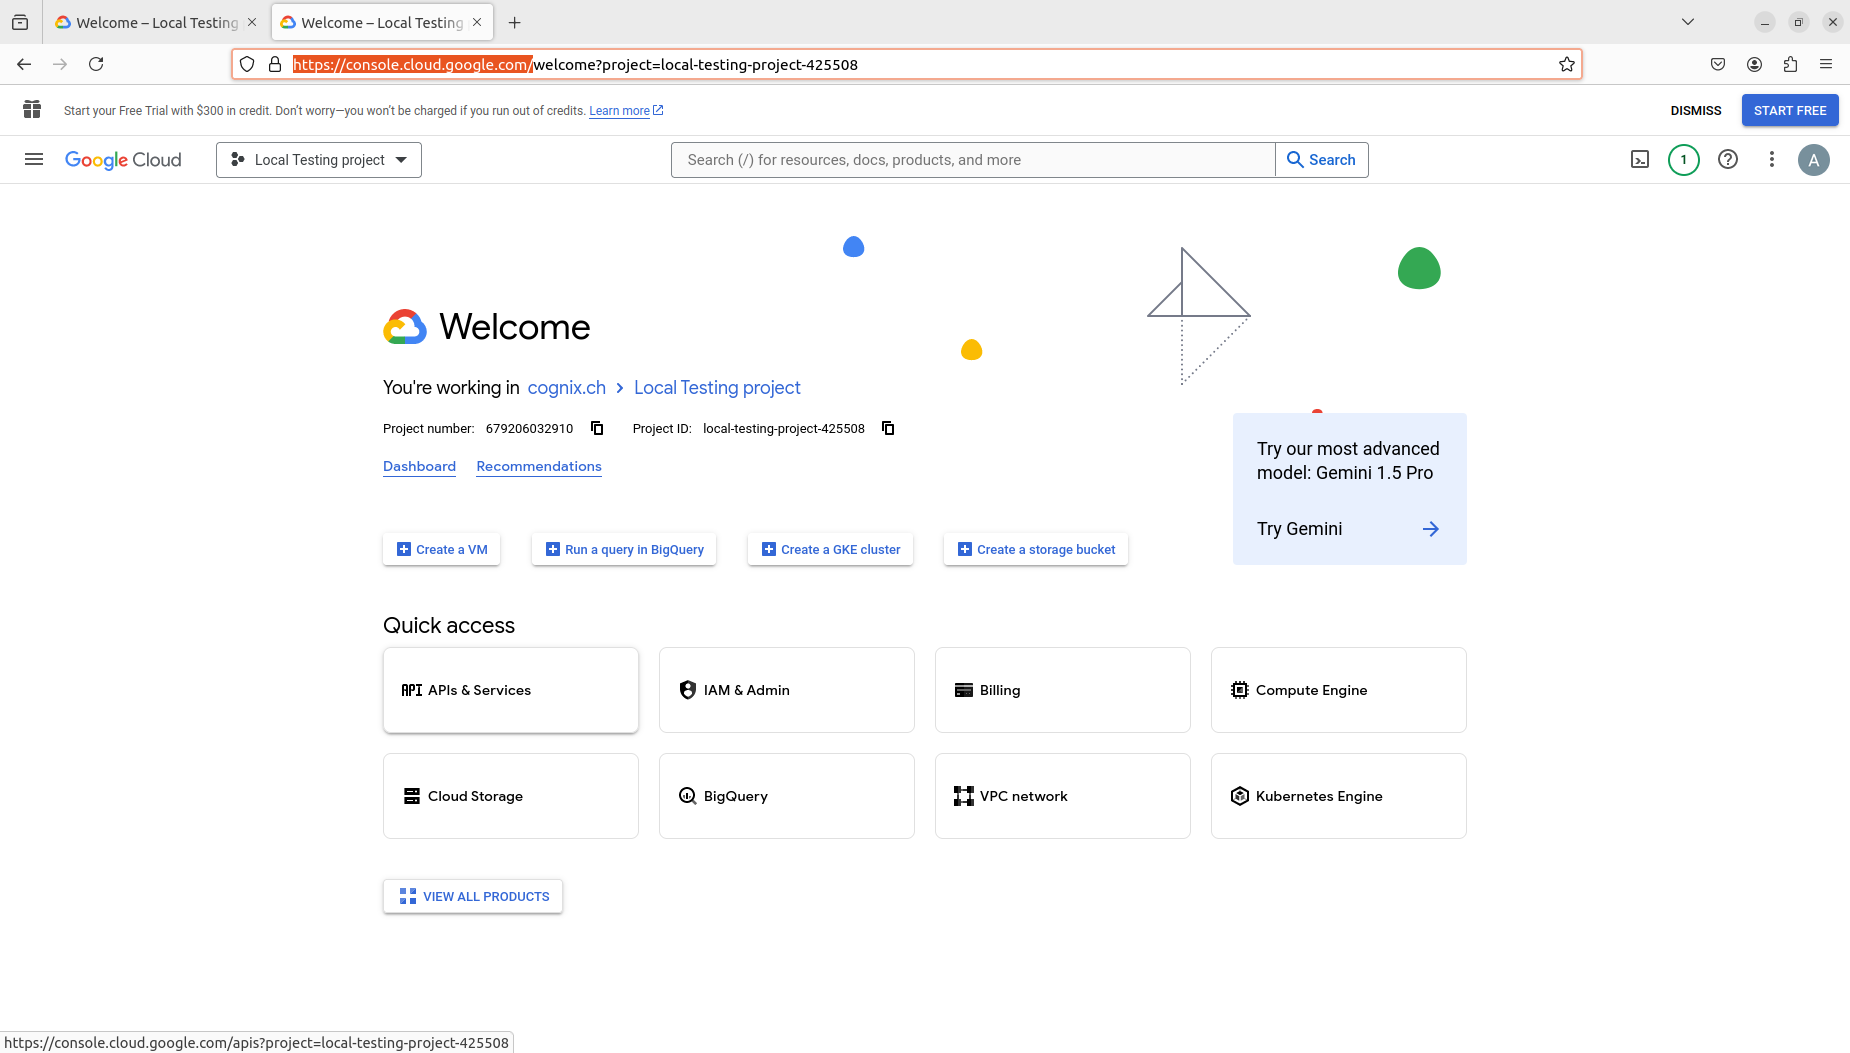 Welcome – Local Testing
Welcome – Local Testing
https://console.cloud.google.com/welcome?project=local-testing-project-425508
Start your Free Trial with $300 in credit. Don’t worry—you won’t be charged if you run out of credits. Learn more
DISMISS
START FREE
Google Cloud
Local Testing project
Search (/) for resources, docs, products, and more
Search
1
A
Welcome
You're working in cognix.ch > Local Testing project
Project number: 679206032910 Project ID: local-testing-project-425508
Dashboard Recommendations
Try our most advanced
model: Gemini 1.5 Pro
Try Gemini
Create a VM
Run a query in BigQuery
Create a GKE cluster
Create a storage bucket
Quick access
API APIs & Services
IAM & Admin
Billing
Compute Engine
Cloud Storage
BigQuery
VPC network
Kubernetes Engine
VIEW ALL PRODUCTS
https://console.cloud.google.com/apis?project=local-testing-project-425508